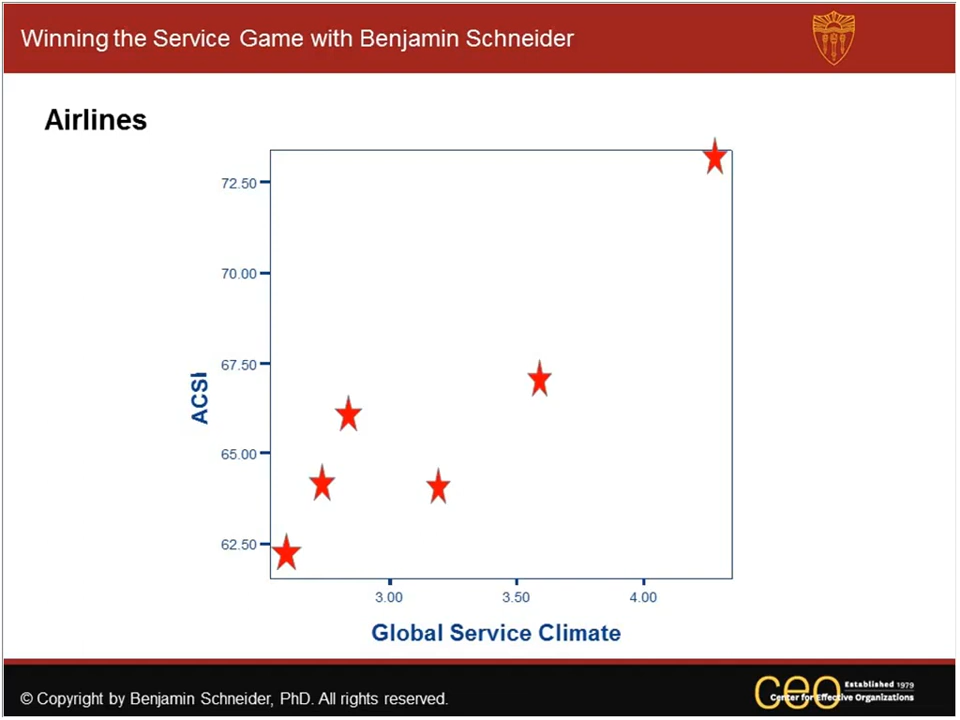 Winning the Service Game with Benjamin Schneider
Airlines
72.50
70.00
67.50
65.00
62.50
ACSI
3.00 3.50 4.00
Global Service Climate
© Copyright by Benjamin Schneider, PhD. All rights reserved.
ceo Established 1979
Center for Effective Organizations